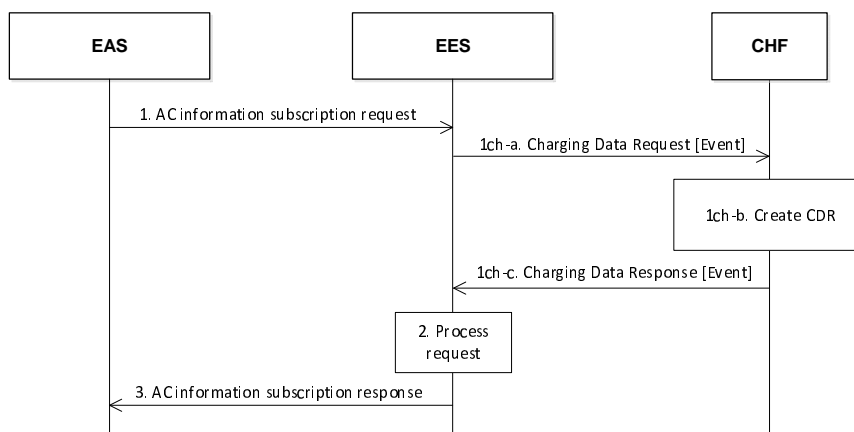 EAS
EES
CHF
1. AC information subscription request
1ch-a. Charging Data Request [Event]
1ch-b. Create CDR
1ch-c. Charging Data Response [Event]
2. Process
request
3. AC information subscription response